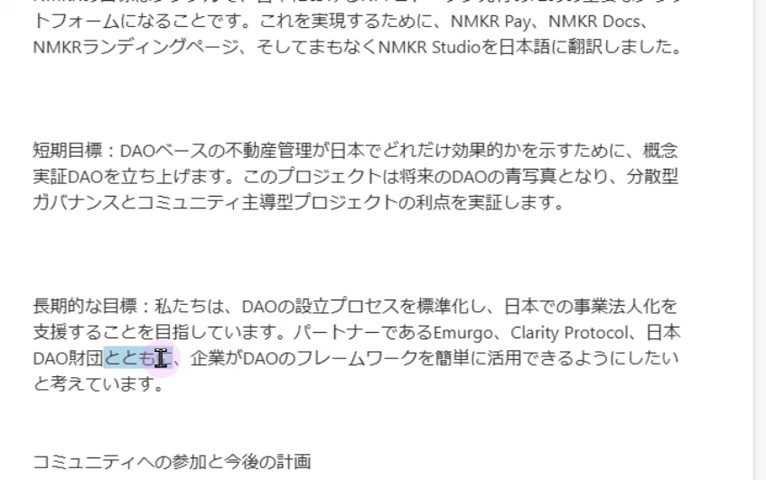 トフォームになることです。これを実現するために、NMKR Pay、NMKR Docs、
NMKRランディングページ、そしてまもなくNMKR Studioを日本語に翻訳しました。
短期目標：DAOベースの不動産管理が日本でどれだけ効果的かを示すために、概念
実証DAOを立ち上げます。このプロジェクトは将来のDAOの青写真となり、分散型
ガバナンスとコミュニティ主導型プロジェクトの利点を実証します。
長期的な目標：私たちは、DAOの設立プロセスを標準化し、日本での事業法人化を
支援することを目指しています。パートナーであるEmurgo、Clarity Protocol、日本
DAO財団とともに、企業がDAOのフレームワークを簡単に活用できるようにしたい
と考えています。
コミュニティへの参加と今後の計画